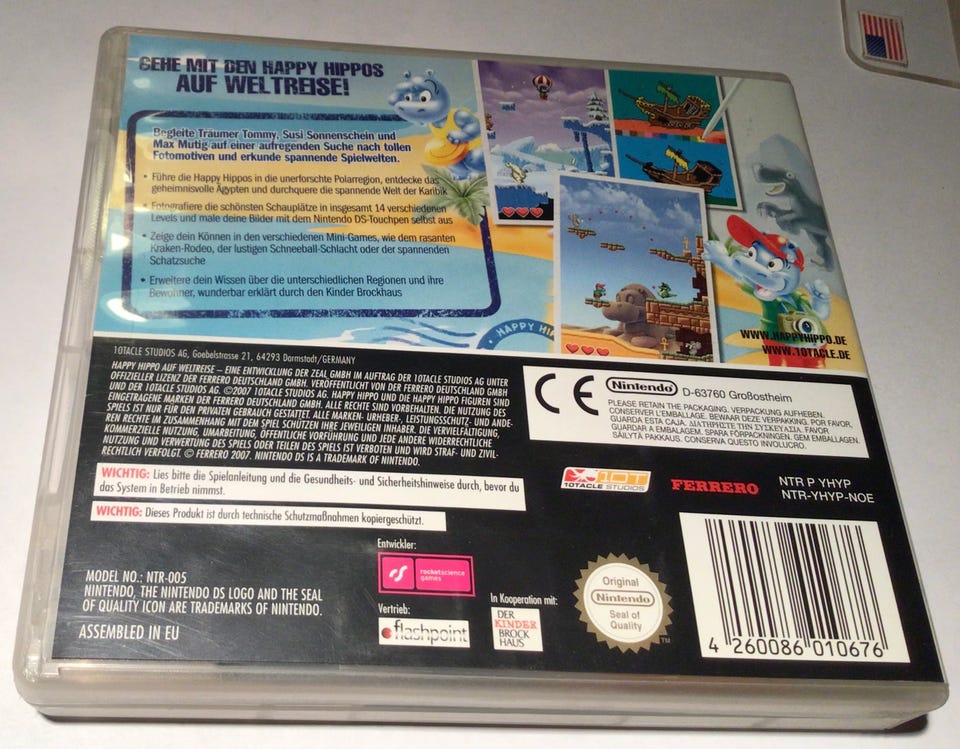 GEHE MIT DEN HAPPY HIPPOS
AUF WELTREISE!
Begleite Träumer Tommy, Susi Sonnenschein und
Max Mutig auf einer aufregenden Suche nach tollen
Fotomotiven und erkunde spannende Spielwelten.
• Führe die Happy Hippos in die unerforschte Polarregion, entdecke das
geheimnisvolle Ägypten und durchquere die spannende Welt der Karibik
• Fotografiere die schönsten Schauplätze in insgesamt 14 verschiedenen
Levels und male deine Bilder mit dem Nintendo DS-Touchpen selbst aus
• Zeige dein Können in den verschiedenen Mini-Games, wie dem rasanten
Kraken-Rodeo, der lustigen Schneeball-Schlacht oder der spannenden
Schatzsuche
• Erweitere dein Wissen über die unterschiedlichen Regionen und ihre
Bewohner, wunderbar erklärt durch den Kinder Brockhaus
HAPPY HI
WWW.HAPPYHIPPO.DE
WWW.10TACLE.DE
10TACLE STUDIOS AG, Goebelstrasse 21, 64293 Darmstadt/GERMANY
HAPPY HIPPO AUF WELTREISE – EINE ENTWICKLUNG DER ZEAL GMBH IM AUFTRAG DER 10TACLE STUDIOS AG UNTER
OFFIZIELLER LIZENZ DER FERRERO DEUTSCHLAND GMBH. VERÖFFENTLICHT VON DER FERRERO DEUTSCHLAND GMBH
UND DER 10TACLE STUDIOS AG. ©2007 10TACLE STUDIOS AG. HAPPY HIPPO UND DIE HAPPY HIPPO FIGUREN SIND
EINGETRAGENE MARKEN DER FERRERO DEUTSCHLAND GMBH. ALLE RECHTE SIND VORBEHALTEN. DIE NUTZUNG DES
SPIELS IST NUR FÜR DEN PRIVATEN GEBRAUCH GESTATTET. ALLE MARKEN- URHEBER-, LEISTUNGSSCHUTZ- UND ANDE-
REN RECHTE IM ZUSAMMENHANG MIT DEM SPIEL SCHÜTZEN IHRE JEWEILIGEN INHABER. DIE VERVIELFÄLTIGUNG,
KOMMERZIELLE NUTZUNG, UMARBEITUNG, ÖFFENTLICHE VORFÜHRUNG UND JEDE ANDERE WIDERRECHTLICHE
NUTZUNG UND VERWERTUNG DES SPIELS ODER TEILEN DES SPIELS IST VERBOTEN UND WIRD STRAF- UND ZIVIL-
RECHTLICH VERFOLGT. © FERRERO 2007. NINTENDO DS IS A TRADEMARK OF NINTENDO.
CE
Nintendo D-63760 Großostheim
PLEASE RETAIN THE PACKAGING. VERPACKUNG AUFHEBEN.
CONSERVER L'EMBALLAGE. BEWAAR DEZE VERPAKKING. POR FAVOR,
GUARDA ESTA CAJA. ΔΙΑΤΗΡΗΣΤΕ ΤΗΝ ΣΥΣΚΕΥΑΣΙΑ. FAVOR
GUARDAR A EMBALAGEM. SPARA FÖRPACKNINGEN. GEM EMBALLAGEN.
SÄILYTÄ PAKKAUS. CONSERVA QUESTO INVOLUCRO.
WICHTIG: Lies bitte die Spielanleitung und die Gesundheits- und Sicherheitshinweise durch, bevor du
das System in Betrieb nimmst.
WICHTIG: Dieses Produkt ist durch technische Schutzmaßnahmen kopiergeschützt.
10T
10TACLE STUDIOS
FERRERO
NTR P YHYP
NTR-YHYP-NOE
MODEL NO.: NTR-005
NINTENDO, THE NINTENDO DS LOGO AND THE SEAL
OF QUALITY ICON ARE TRADEMARKS OF NINTENDO.
ASSEMBLED IN EU
Entwickler:
rocketscience
games
Vertrieb:
flashpoint
In Kooperation mit:
DER
KINDER
BROCK
HAUS
Original
Nintendo
Seal of
Quality
TM
4 260086 010676